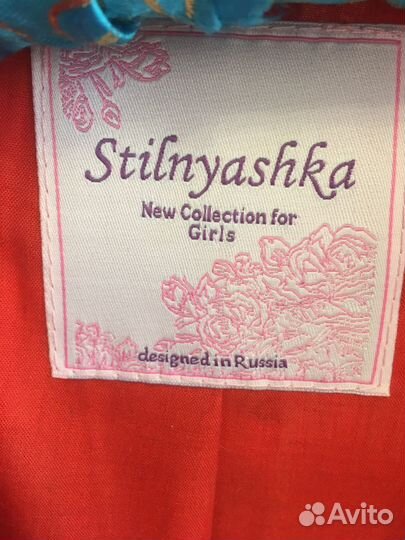 Stilnyashka
New Collection for
Girls
designed in Russia
Avito